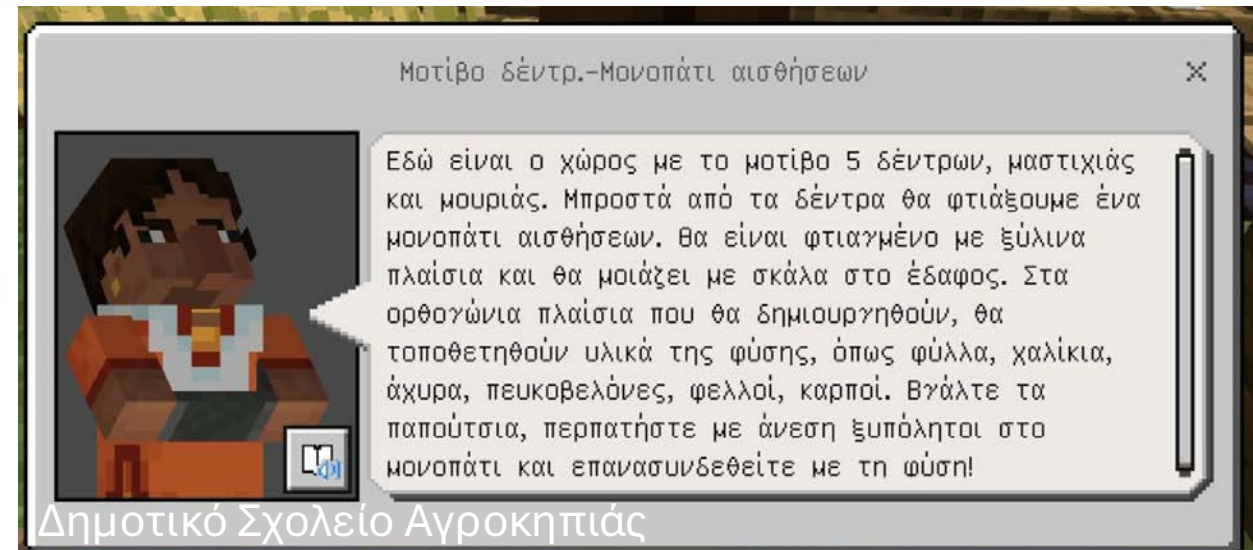 Μοτίβο δέντρ.-Μονοπάτι αισθήσεων
Εδώ είναι ο χώρος με το μοτίβο 5 δέντρων, μαστιχιάς
και μουριάς. Μπροστά από τα δέντρα θα φτιάξουμε ένα
μονοπάτι αισθήσεων. Θα είναι φτιαγμένο με ξύλινα
πλαίσια και θα μοιάζει με σκάλα στο έδαφος. Στα
ορθογώνια πλαίσια που θα δημιουργηθούν, θα
τοποθετηθούν υλικά της φύσης, όπως φύλλα, χαλίκια,
άχυρα, πευκοβελόνες, φελλοί, καρποί. Βγάλτε τα
παπούτσια, περπατήστε με άνεση ξυπόλητοι στο
μονοπάτι και επανασυνδεθείτε με τη φύση!
Δημοτικό Σχολείο Αγροκηπιάς